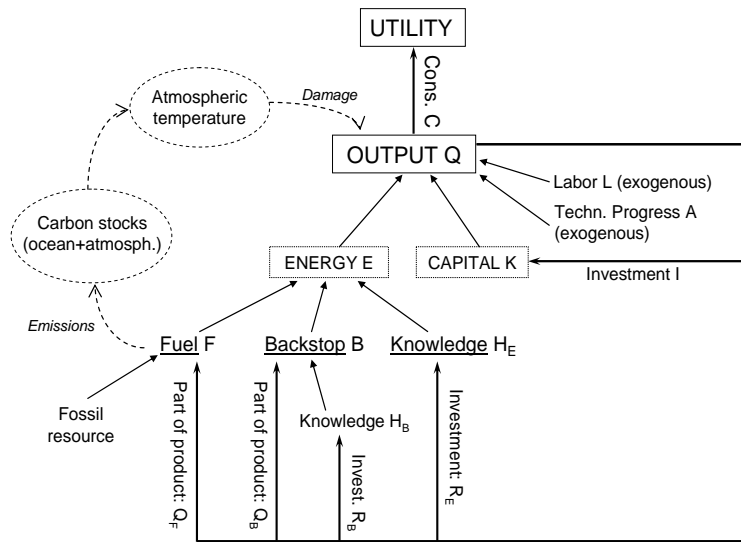 UTILITY
Cons. C
Atmospheric
temperature
Damage
OUTPUT Q
Labor L (exogenous)
Techn. Progress A
(exogenous)
Carbon stocks
(ocean+atmosph.)
ENERGY E
CAPITAL K
Investment I
Emissions
Fuel F
Backstop B
Knowledge H_E
Fossil
resource
Knowledge H_B
Part of product: Q_F
Part of product: Q_B
Invest. R_B
Investment: R_E